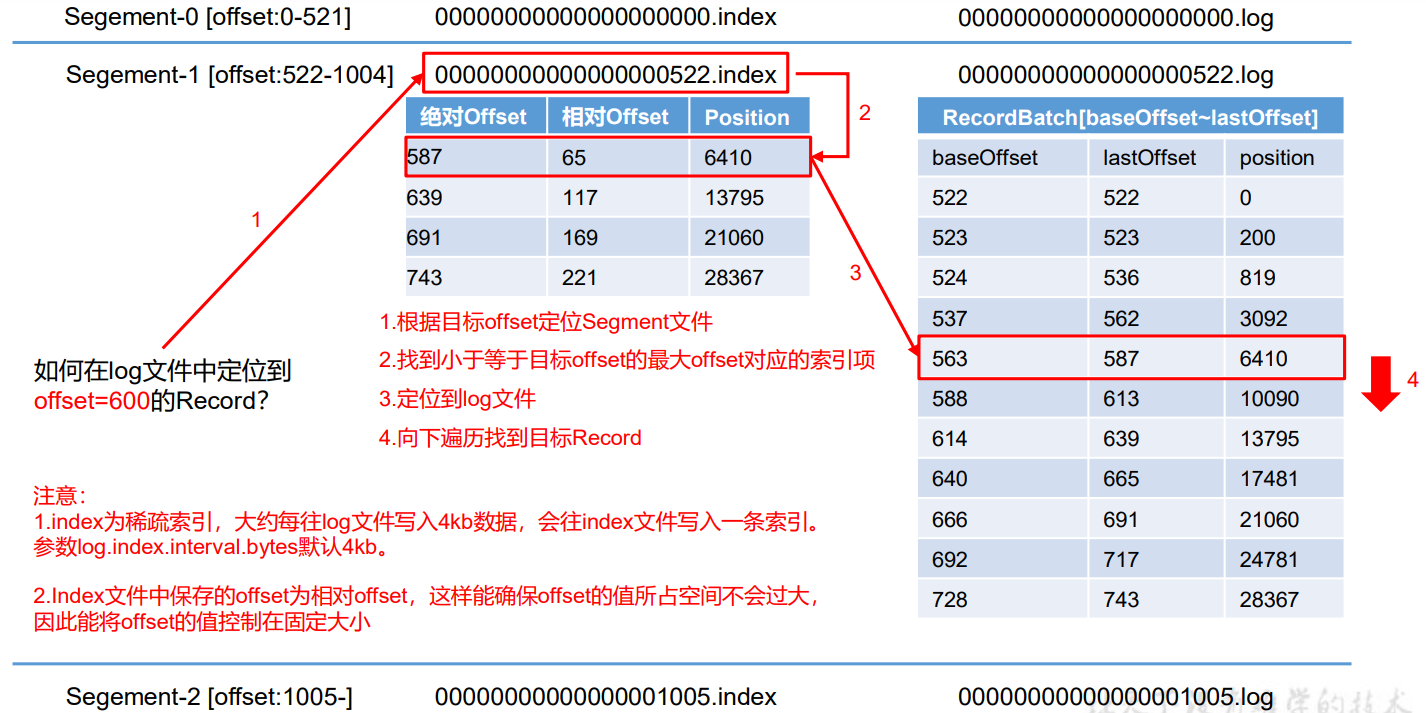 Segement-0 [offset:0-521] 00000000000000000000.index 00000000000000000000.log
Segement-1 [offset:522-1004] 00000000000000000522.index 00000000000000000522.log
绝对Offset 相对Offset Position
587 65 6410
639 117 13795
691 169 21060
743 221 28367
RecordBatch[baseOffset~lastOffset]
baseOffset lastOffset position
522 522 0
523 523 200
524 536 819
537 562 3092
563 587 6410
588 613 10090
614 639 13795
640 665 17481
666 691 21060
692 717 24781
728 743 28367
1
2
3
4
如何在log文件中定位到
offset=600的Record?
1.根据目标offset定位Segment文件
2.找到小于等于目标offset的最大offset对应的索引项
3.定位到log文件
4.向下遍历找到目标Record
注意:
1.index为稀疏索引,大约每往log文件写入4kb数据,会往index文件写入一条索引。
参数log.index.interval.bytes默认4kb。
2.Index文件中保存的offset为相对offset,这样能确保offset的值所占空间不会过大,
因此能将offset的值控制在固定大小
Segement-2 [offset:1005-] 00000000000000001005.index 00000000000000001005.log